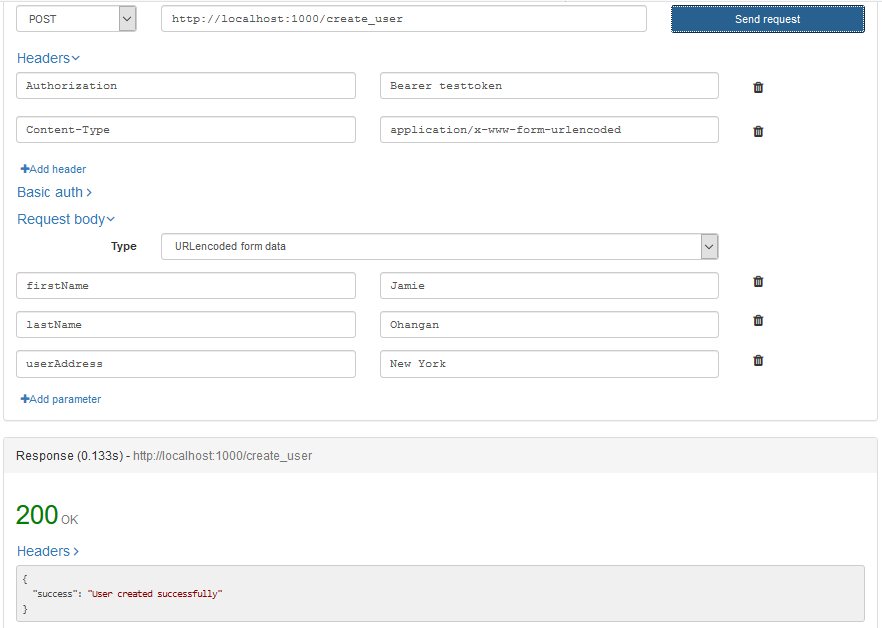 POST http://localhost:1000/create_user Send request
Headers
Authorization Bearer testtoken
Content-Type application/x-www-form-urlencoded
Add header
Basic auth
Request body
Type URLencoded form data
firstName Jamie
lastName Ohangan
userAddress New York
Add parameter
Response (0.133s) - http://localhost:1000/create_user
200 OK
Headers
{
"success": "User created successfully"
}